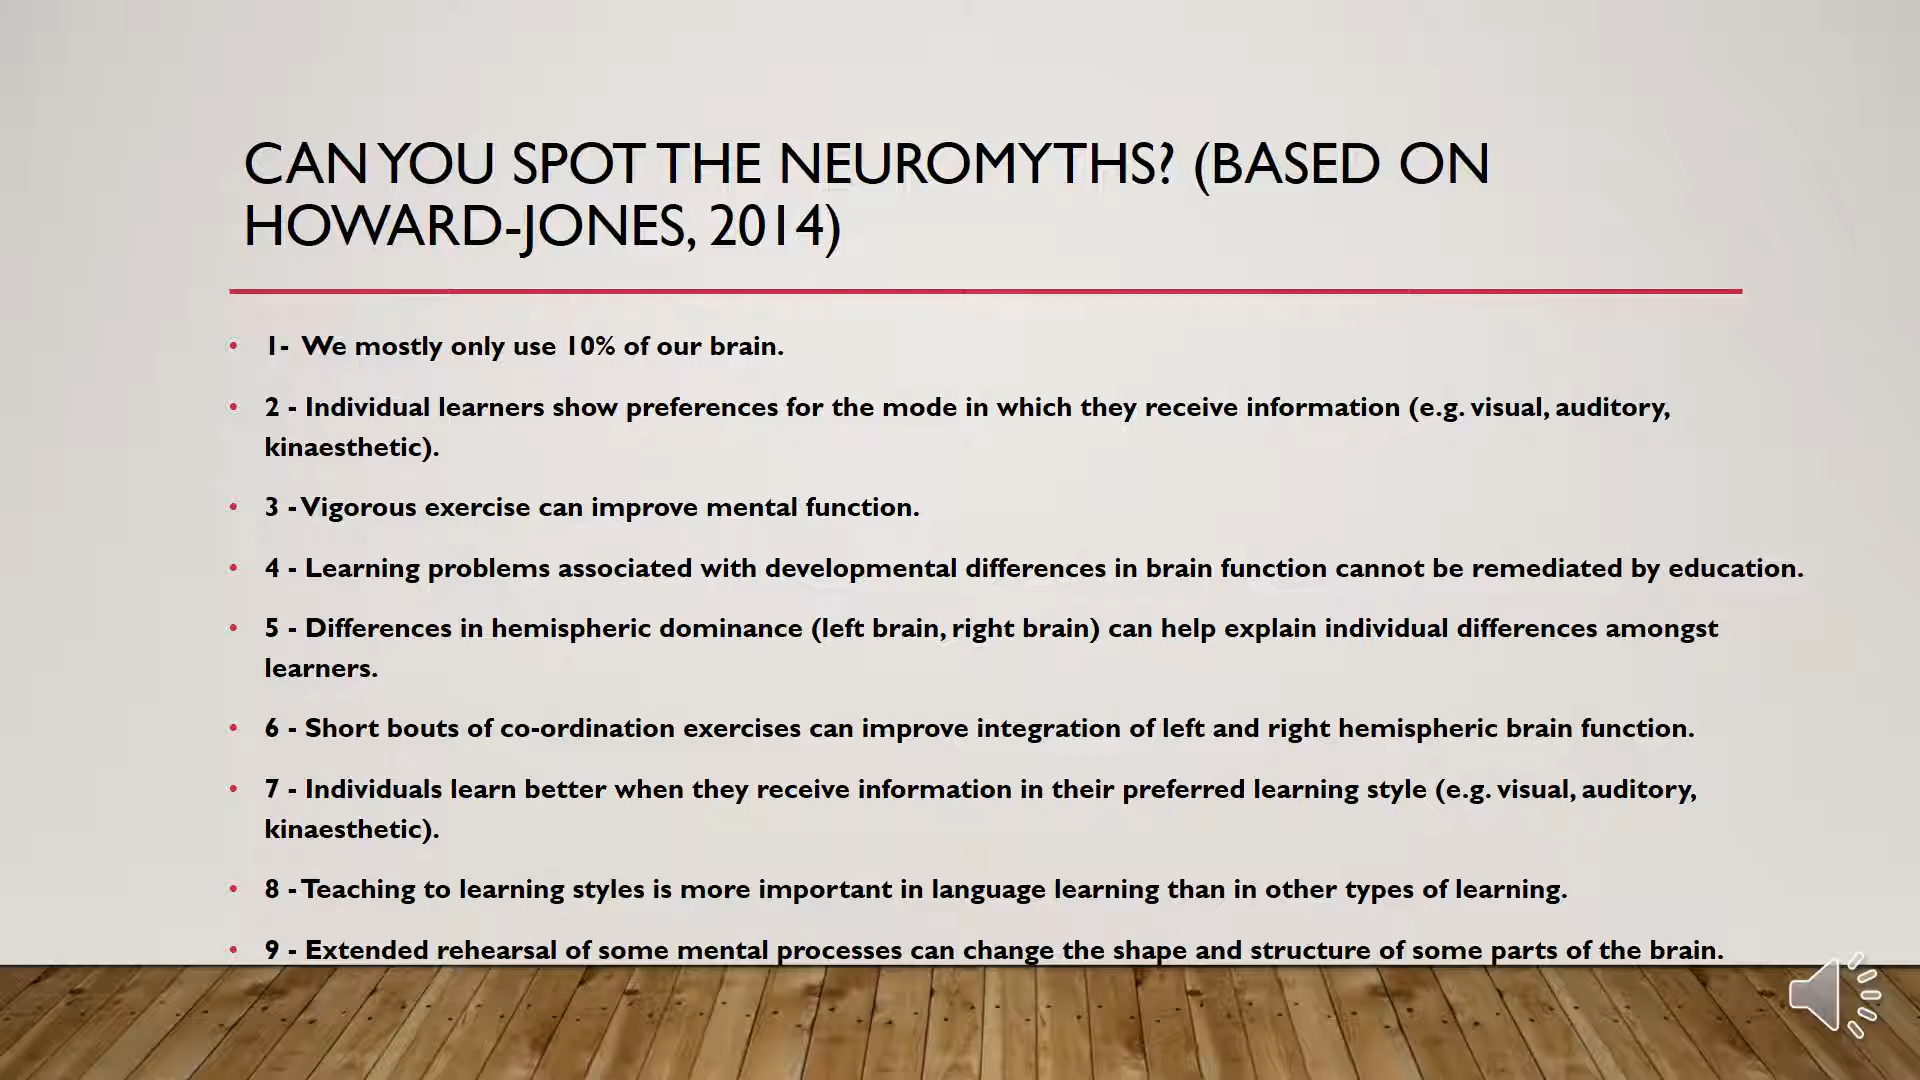 CAN YOU SPOT THE NEUROMYTHS? (BASED ON
HOWARD-JONES, 2014)
• 1- We mostly only use 10% of our brain.
• 2 - Individual learners show preferences for the mode in which they receive information (e.g. visual, auditory,
kinaesthetic).
• 3 - Vigorous exercise can improve mental function.
• 4 - Learning problems associated with developmental differences in brain function cannot be remediated by education.
• 5 - Differences in hemispheric dominance (left brain, right brain) can help explain individual differences amongst
learners.
• 6 - Short bouts of co-ordination exercises can improve integration of left and right hemispheric brain function.
• 7 - Individuals learn better when they receive information in their preferred learning style (e.g. visual, auditory,
kinaesthetic).
• 8 - Teaching to learning styles is more important in language learning than in other types of learning.
• 9 - Extended rehearsal of some mental processes can change the shape and structure of some parts of the brain.